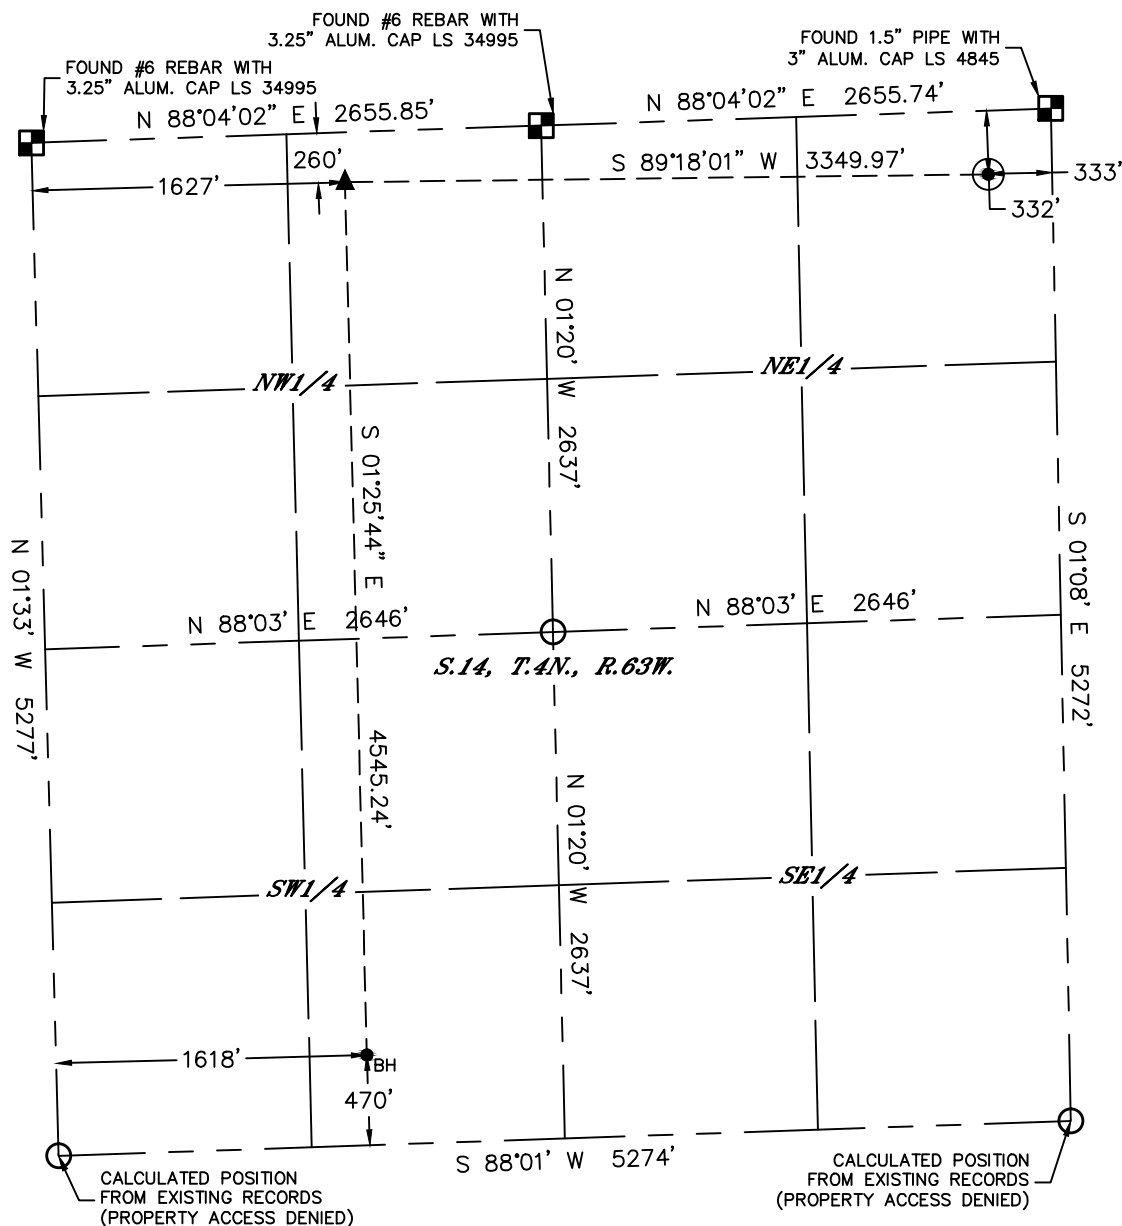 FOUND #6 REBAR WITH
3.25" ALUM. CAP LS 34995
FOUND #6 REBAR WITH
3.25" ALUM. CAP LS 34995
FOUND 1.5" PIPE WITH
3" ALUM. CAP LS 4845
N 88°04'02" E 2655.85'
N 88°04'02" E 2655.74'
260'
S 89°18'01" W 3349.97'
1627'
333'
332'
N 01°20' W 2637'
NW1/4
NE1/4
S 01°25'44" E 4545.24'
N 01°33' W 5277'
S 01°08' E 5272'
N 88°03' E 2646'
N 88°03' E 2646'
S.14, T.4N., R.63W.
N 01°20' W 2637'
SW1/4
SE1/4
1618'
BH
470'
S 88°01' W 5274'
CALCULATED POSITION
FROM EXISTING RECORDS
(PROPERTY ACCESS DENIED)
CALCULATED POSITION
FROM EXISTING RECORDS
(PROPERTY ACCESS DENIED)